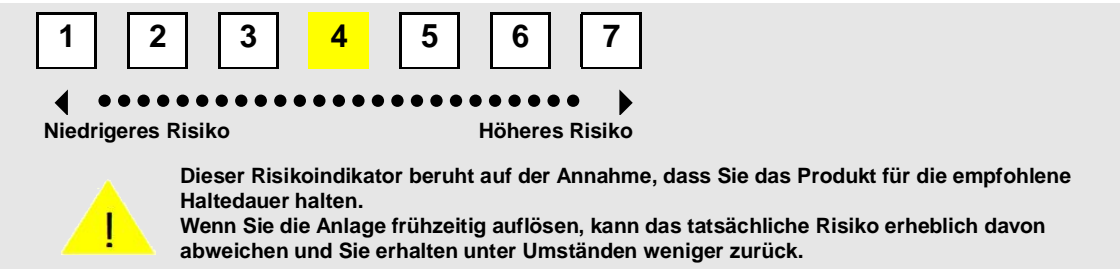 1 2 3 4 5 6 7
Niedrigeres Risiko Höheres Risiko
Dieser Risikoindikator beruht auf der Annahme, dass Sie das Produkt für die empfohlene
Haltedauer halten.
Wenn Sie die Anlage frühzeitig auflösen, kann das tatsächliche Risiko erheblich davon
abweichen und Sie erhalten unter Umständen weniger zurück.
!